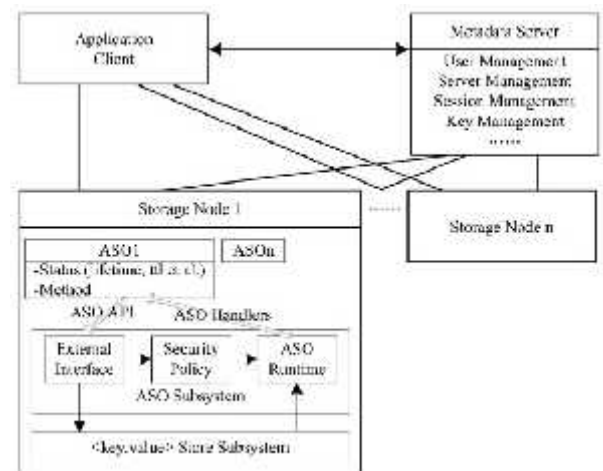 Application
Client
Metadata Server
User Management
Server Management
Session Management
Key Management
......
Storage Node 1
......
Storage Node n
ASO1
ASOn
-Status (lifetime, ttl et al.)
-Method
ASO API
ASO Handlers
External
Interface
Security
Policy
ASO
Runtime
ASO Subsystem
<key.value> Store Subsystem